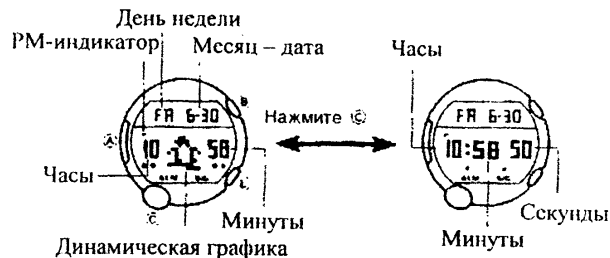 День недели
PM-индикатор
Месяц – дата
Часы
FR 6-30
10 58
A
B
C
Нажмите C
FR 6-30
10:58 50
Часы
Минуты
Динамическая графика
Секунды
Минуты